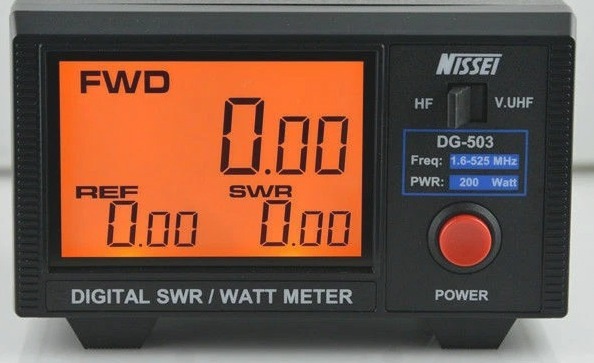 FWD
0.00
REF
0.00
SWR
0.00
DIGITAL SWR / WATT METER
NISSEI
HF V.UHF
DG-503
Freq: 1.6-525 MHz
PWR: 200 Watt
POWER